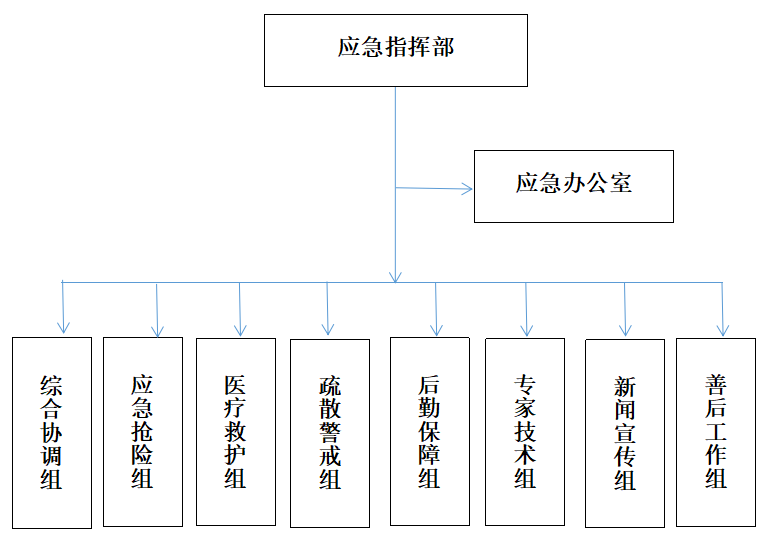 应急指挥部
应急办公室
综合协调组
应急抢险组
医疗救护组
疏散警戒组
后勤保障组
专家技术组
新闻宣传组
善后工作组